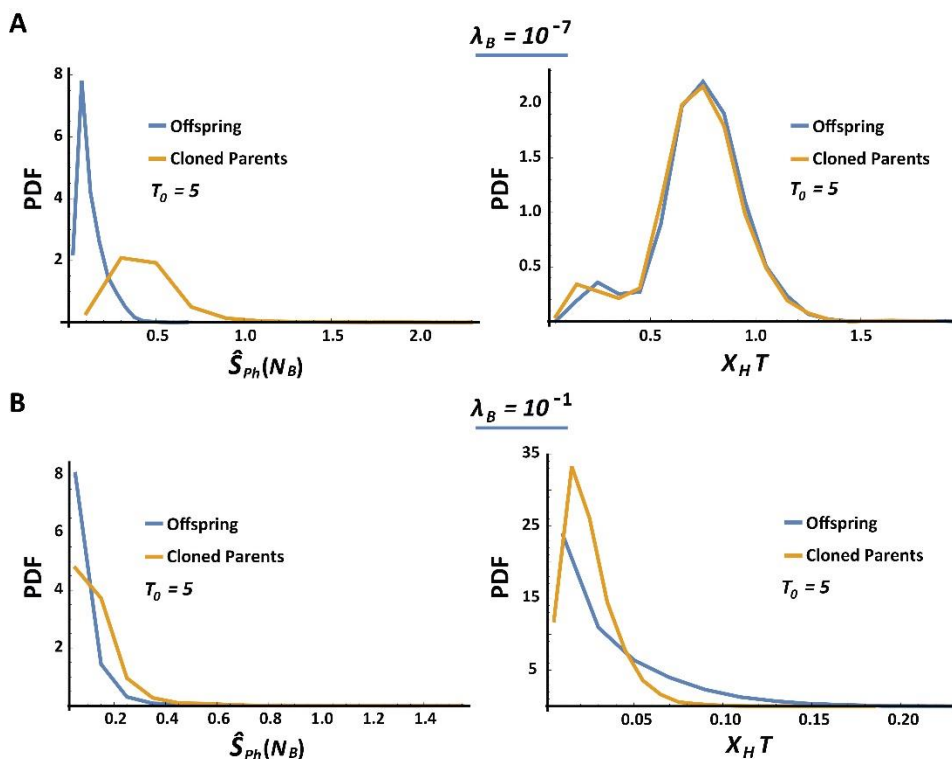 A
λ_B = 10⁻⁷
PDF
8
6
4
2
Offspring
Cloned Parents
T₀ = 5
0.5 1.0 1.5 2.0
Ŝ_Ph(N_B)
PDF
2.0
1.5
1.0
0.5
Offspring
Cloned Parents
T₀ = 5
0.5 1.0 1.5
X_H T
B
λ_B = 10⁻¹
PDF
8
6
4
2
Offspring
Cloned Parents
T₀ = 5
0.2 0.4 0.6 0.8 1.0 1.2 1.4
Ŝ_Ph(N_B)
PDF
35
25
15
5
Offspring
Cloned Parents
T₀ = 5
0.05 0.10 0.15 0.20
X_H T